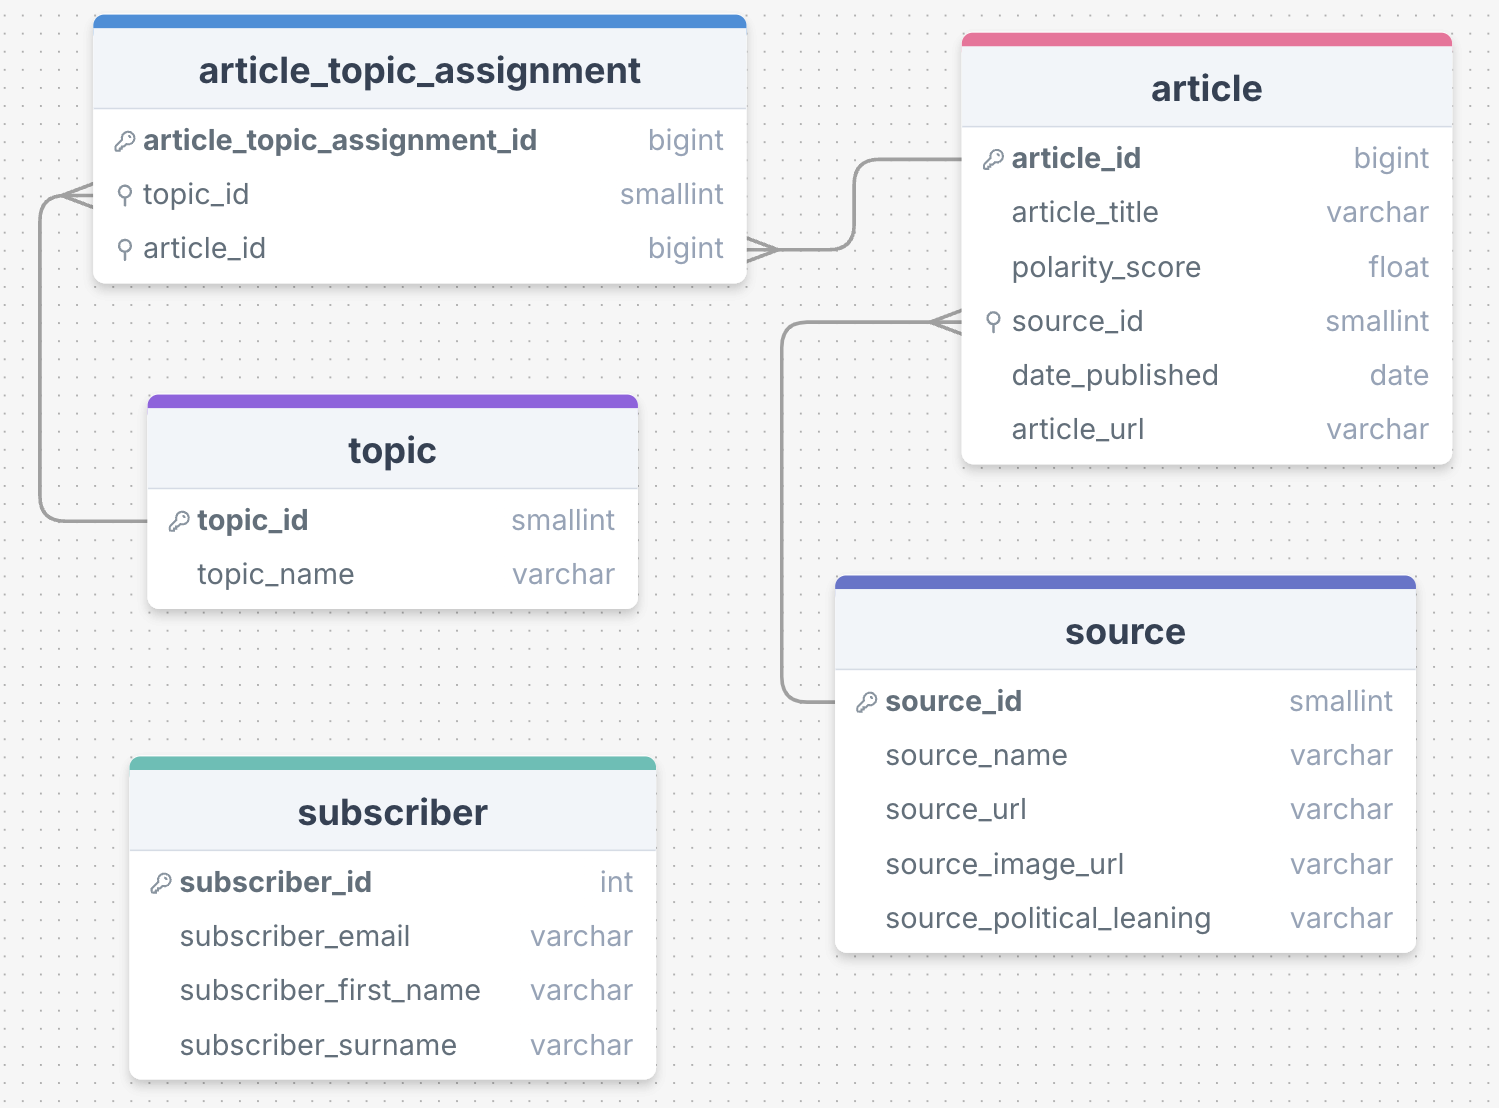 article_topic_assignment
article_topic_assignment_id bigint
topic_id smallint
article_id bigint
article
article_id bigint
article_title varchar
polarity_score float
source_id smallint
date_published date
article_url varchar
topic
topic_id smallint
topic_name varchar
source
source_id smallint
source_name varchar
source_url varchar
source_image_url varchar
source_political_leaning varchar
subscriber
subscriber_id int
subscriber_email varchar
subscriber_first_name varchar
subscriber_surname varchar